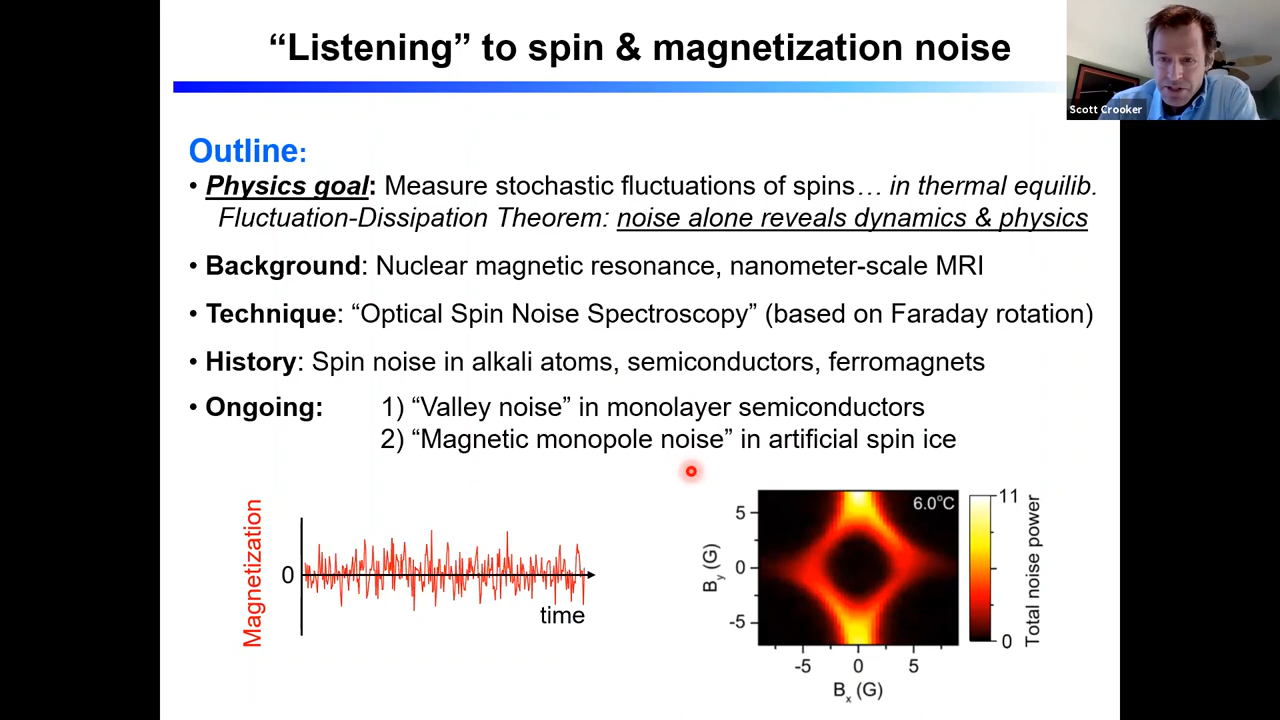 “Listening” to spin & magnetization noise
Scott Crooker
Outline:
• Physics goal: Measure stochastic fluctuations of spins… in thermal equilib.
Fluctuation-Dissipation Theorem: noise alone reveals dynamics & physics
• Background: Nuclear magnetic resonance, nanometer-scale MRI
• Technique: “Optical Spin Noise Spectroscopy” (based on Faraday rotation)
• History: Spin noise in alkali atoms, semiconductors, ferromagnets
• Ongoing: 1) “Valley noise” in monolayer semiconductors
2) “Magnetic monopole noise” in artificial spin ice
Magnetization
0
time
6.0°C
5
0
-5
By (G)
-5 0 5
Bx (G)
11
0
Total noise power